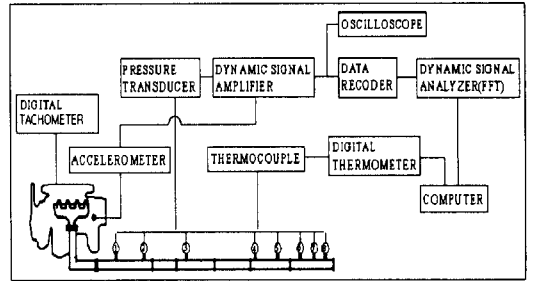 OSCILLOSCOPE
PRESSURE
TRANSDUCER
DYNAMIC SIGNAL
AMPLIFIER
DATA
RECODER
DYNAMIC SIGNAL
ANALYZER(FFT)
DIGITAL
TACHOMETER
ACCELEROMETER
THERMOCOUPLE
DIGITAL
THERMOMETER
COMPUTER